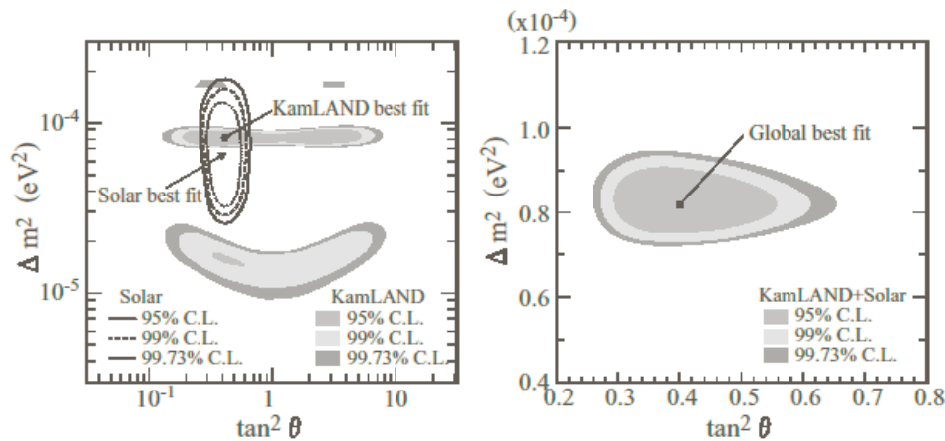 10⁻⁴
10⁻⁵
Δm² (eV²)
KamLAND best fit
Solar best fit
Solar
95% C.L.
99% C.L.
99.73% C.L.
KamLAND
95% C.L.
99% C.L.
99.73% C.L.
10⁻¹ 1 10
tan² θ
(x10⁻⁴)
1.2
1.0
0.8
0.6
0.4
Δm² (eV²)
Global best fit
KamLAND+Solar
95% C.L.
99% C.L.
99.73% C.L.
0.2 0.3 0.4 0.5 0.6 0.7 0.8
tan² θ